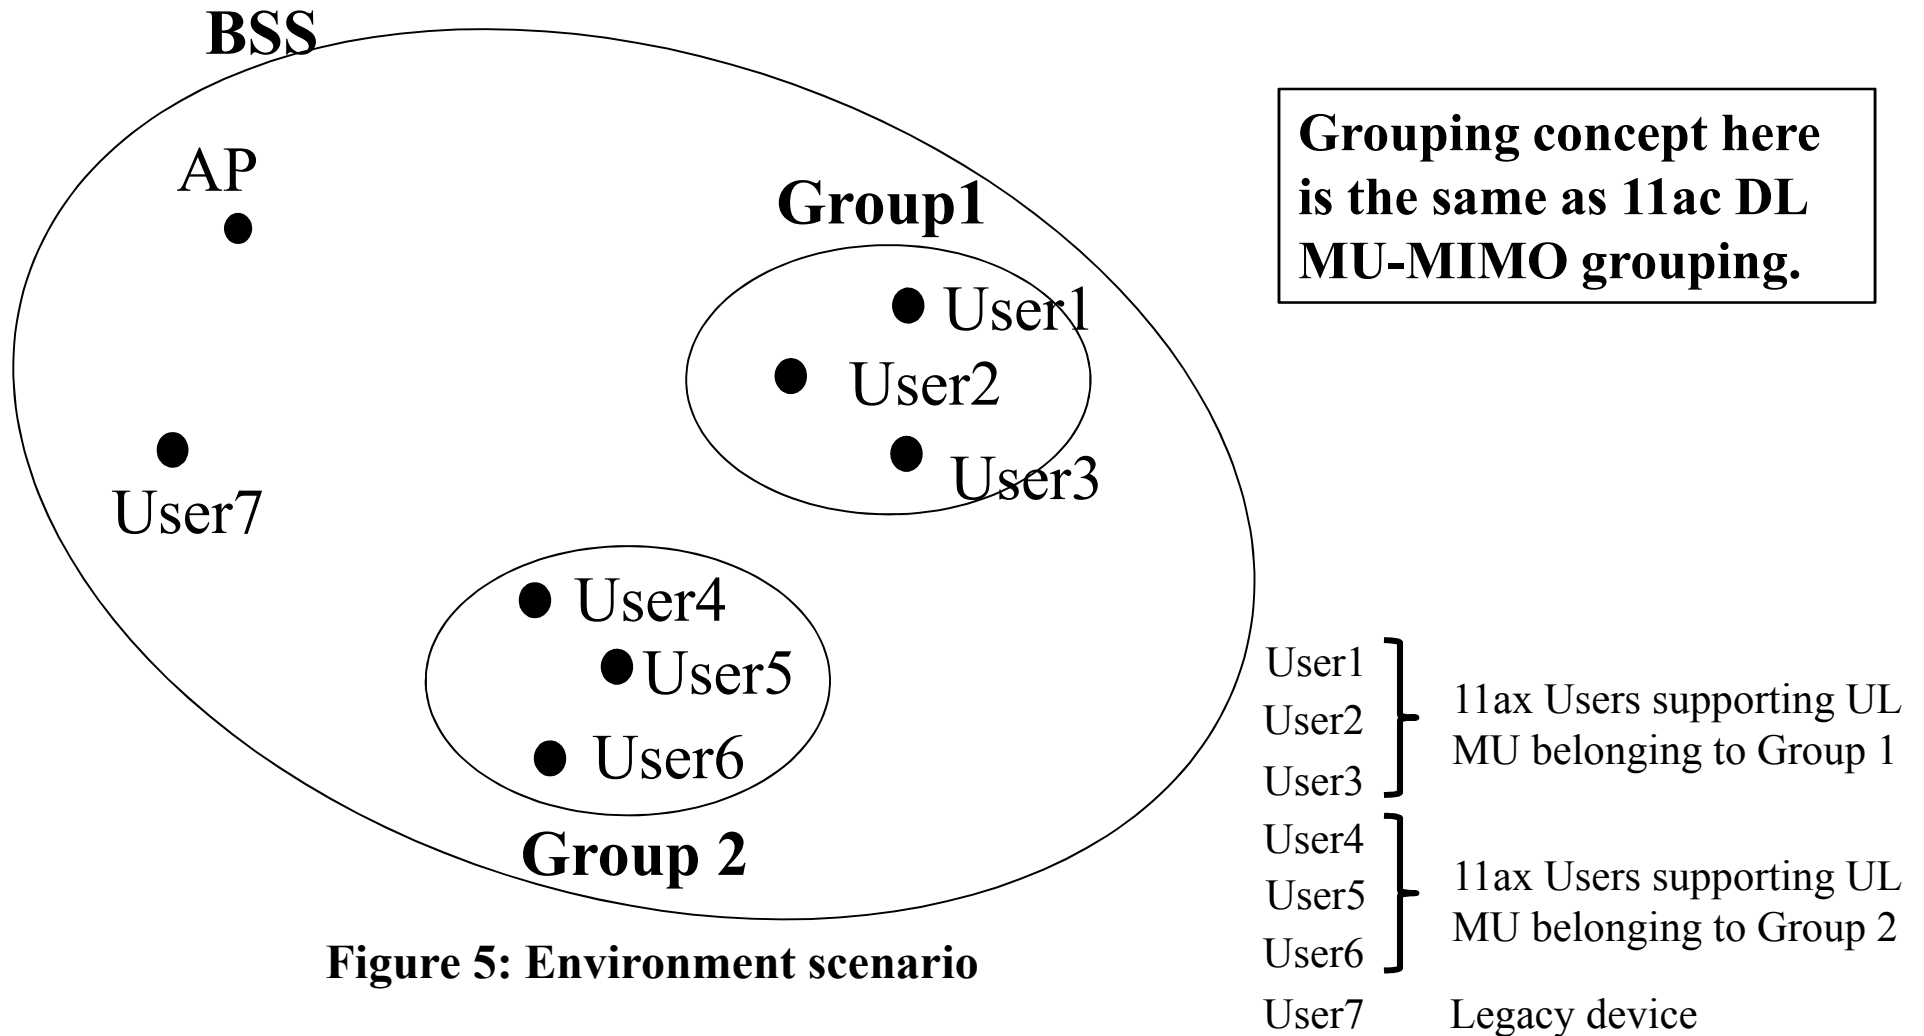 BSS
AP
Group1
User1
User2
User3
User7
User4
User5
User6
Group 2
Figure 5: Environment scenario
Grouping concept here
is the same as 11ac DL
MU-MIMO grouping.
User1
User2
User3
11ax Users supporting UL
MU belonging to Group 1
User4
User5
User6
11ax Users supporting UL
MU belonging to Group 2
User7 Legacy device